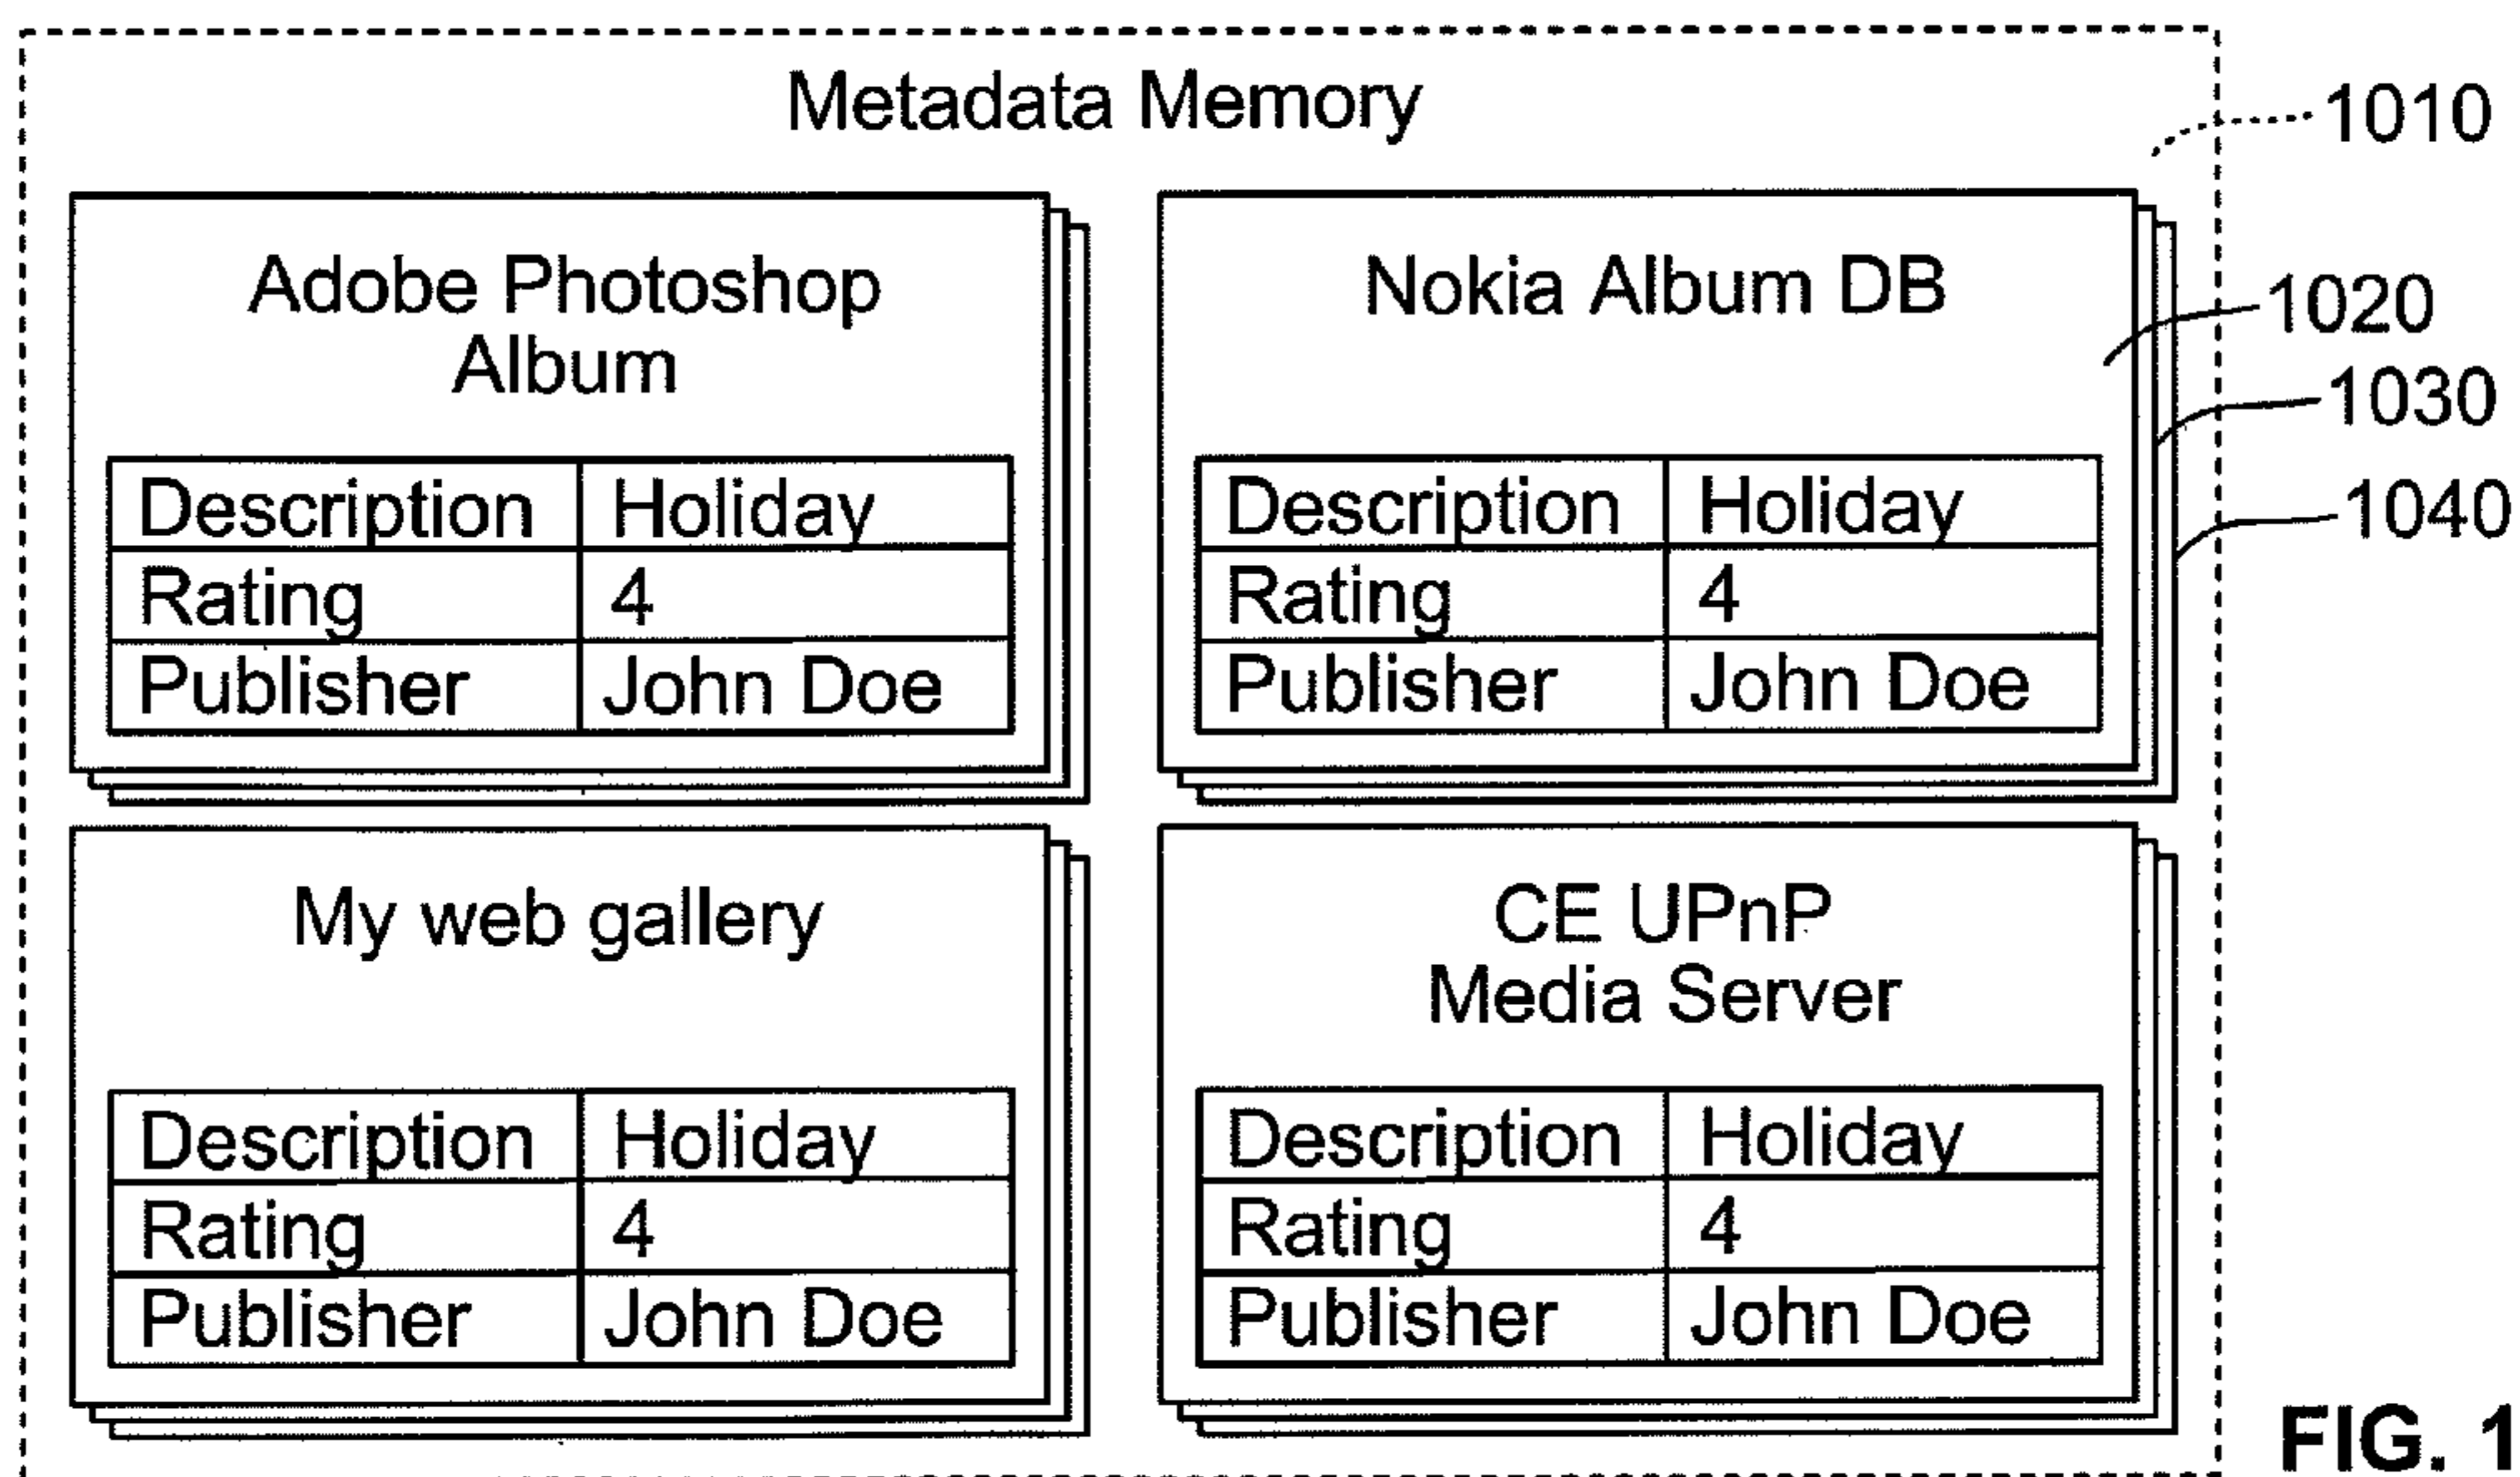 Metadata Memory
1010
Adobe Photoshop
Album
Description Holiday
Rating 4
Publisher John Doe
Nokia Album DB
1020
1030
1040
Description Holiday
Rating 4
Publisher John Doe
My web gallery
Description Holiday
Rating 4
Publisher John Doe
CE UPnP
Media Server
Description Holiday
Rating 4
Publisher John Doe
FIG. 1